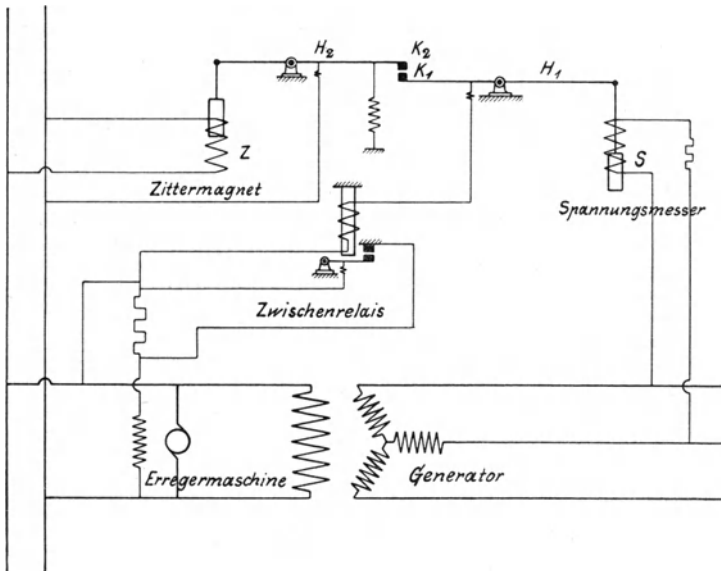 H₂
K₂
K₁
H₁
Z
S
Zittermagnet
Spannungsmesser
Zwischenrelais
Erregermaschine
Generator